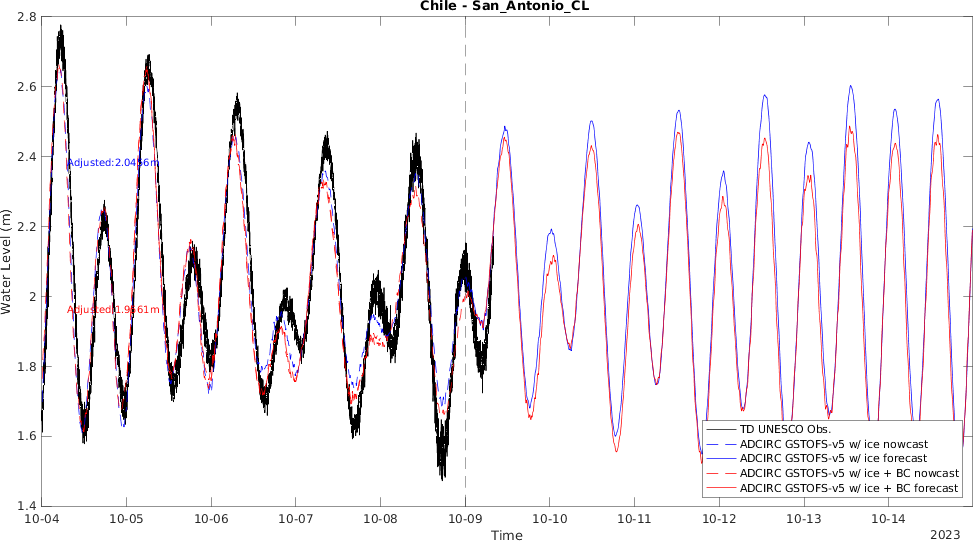 Chile - San_Antonio_CL
Water Level (m)
2.8
2.6
2.4
2.2
2
1.8
1.6
1.4
Adjusted:2.0456m
Adjusted:1.9561m
TD UNESCO Obs.
ADCIRC GSTOFS-v5 w/ ice nowcast
ADCIRC GSTOFS-v5 w/ ice forecast
ADCIRC GSTOFS-v5 w/ ice + BC nowcast
ADCIRC GSTOFS-v5 w/ ice + BC forecast
10-04 10-05 10-06 10-07 10-08 10-09 10-10 10-11 10-12 10-13 10-14
Time
2023